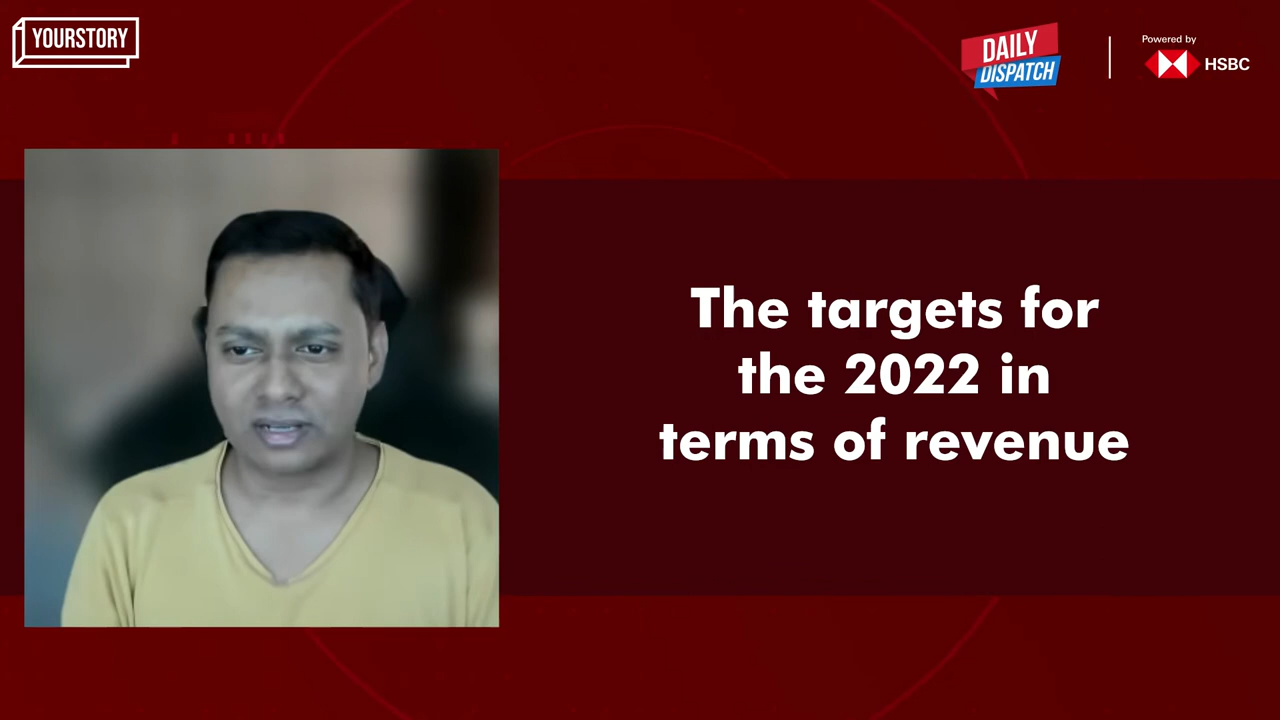 YOURSTORY
DAILY
DISPATCH
Powered by
HSBC
The targets for
the 2022 in
terms of revenue